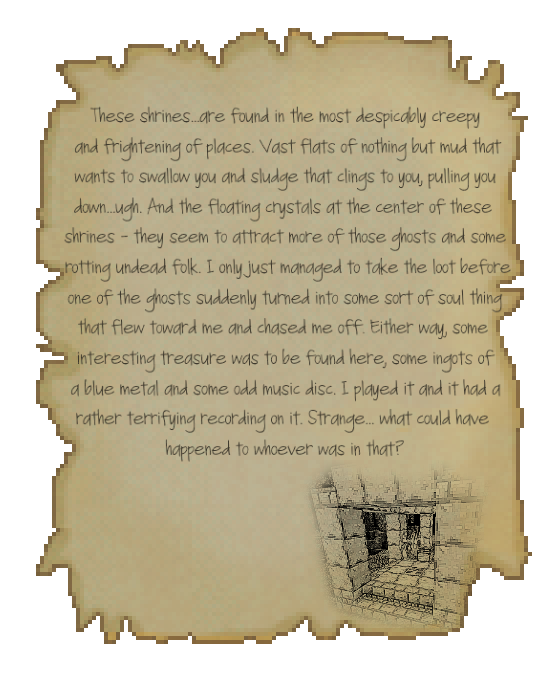 These shrines...are found in the most despicably creepy
and frightening of places. Vast flats of nothing but mud that
wants to swallow you and sludge that clings to you, pulling you
down...ugh. And the floating crystals at the center of these
shrines - they seem to attract more of those ghosts and some
rotting undead folk. I only just managed to take the loot before
one of the ghosts suddenly turned into some sort of soul thing
that flew toward me and chased me off. Either way, some
interesting treasure was to be found here, some ingots of
a blue metal and some odd music disc. I played it and it had a
rather terrifying recording on it. Strange... what could have
happened to whoever was in that?